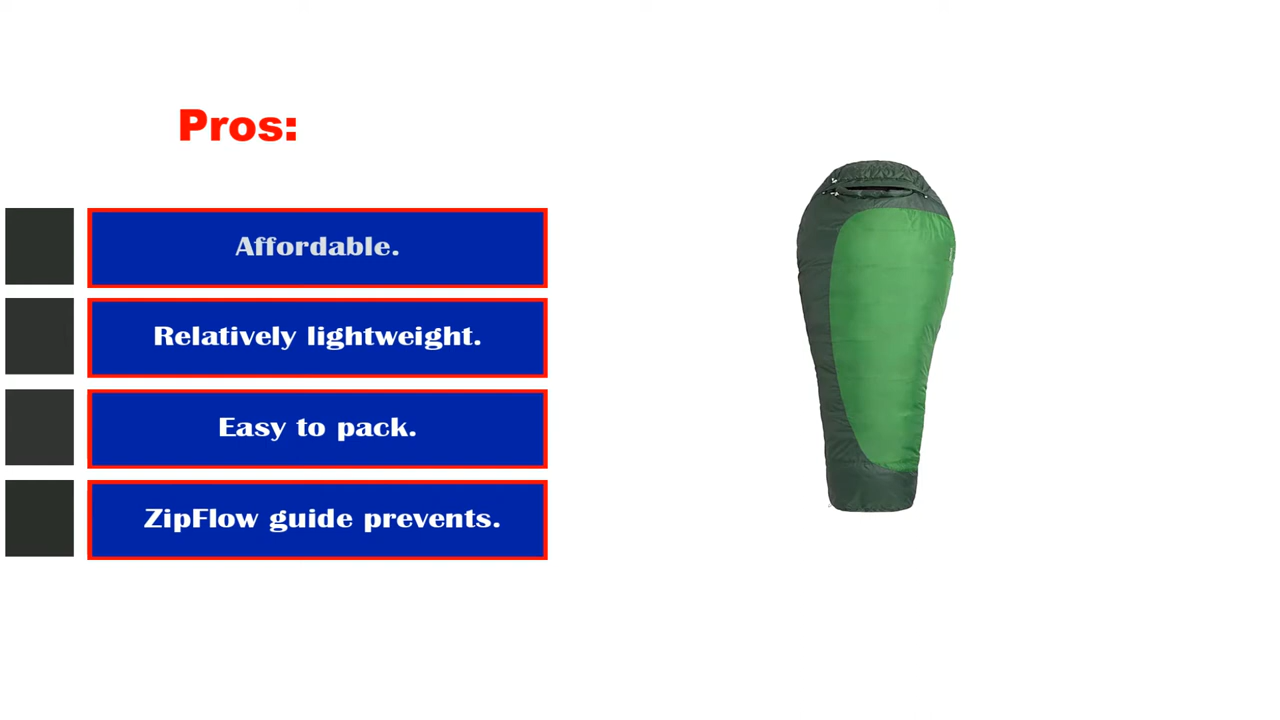 Pros:
Affordable.
Relatively lightweight.
Easy to pack.
ZipFlow guide prevents.